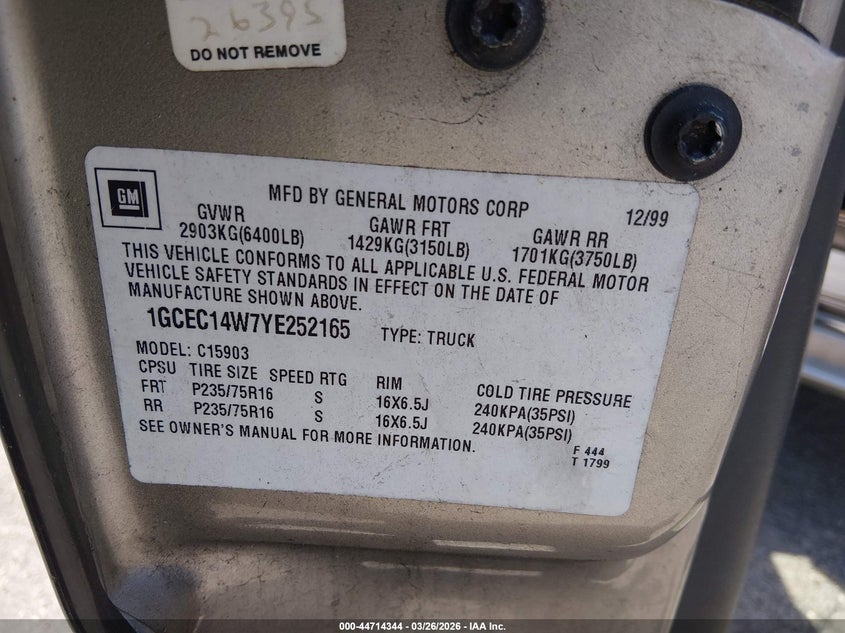 26395
DO NOT REMOVE
GM
MFD BY GENERAL MOTORS CORP 12/99
GVWR GAWR FRT GAWR RR
2903KG(6400LB) 1429KG(3150LB) 1701KG(3750LB)
THIS VEHICLE CONFORMS TO ALL APPLICABLE U.S. FEDERAL MOTOR
VEHICLE SAFETY STANDARDS IN EFFECT ON THE DATE OF
MANUFACTURE SHOWN ABOVE.
1GCEC14W7YE252165 TYPE: TRUCK
MODEL: C15903
CPSU TIRE SIZE SPEED RTG RIM COLD TIRE PRESSURE
FRT P235/75R16 S 16X6.5J 240KPA(35PSI)
RR P235/75R16 S 16X6.5J 240KPA(35PSI)
SEE OWNER'S MANUAL FOR MORE INFORMATION.
F 444
T 1799
000-44714344 | 03/26/2026 - IAA Inc.